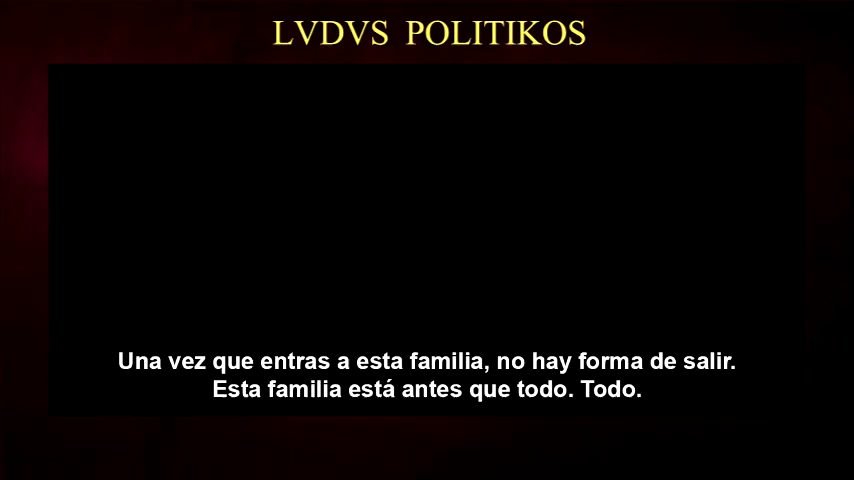 LVDVS POLITIKOS
Una vez que entras a esta familia, no hay forma de salir.
Esta familia está antes que todo. Todo.